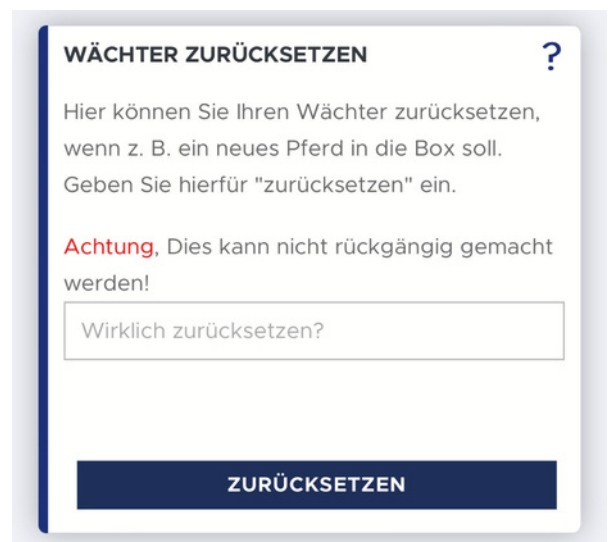 WÄCHTER ZURÜCKSETZEN ?
Hier können Sie Ihren Wächter zurücksetzen,
wenn z. B. ein neues Pferd in die Box soll.
Geben Sie hierfür "zurücksetzen" ein.
Achtung, Dies kann nicht rückgängig gemacht
werden!
Wirklich zurücksetzen?
ZURÜCKSETZEN